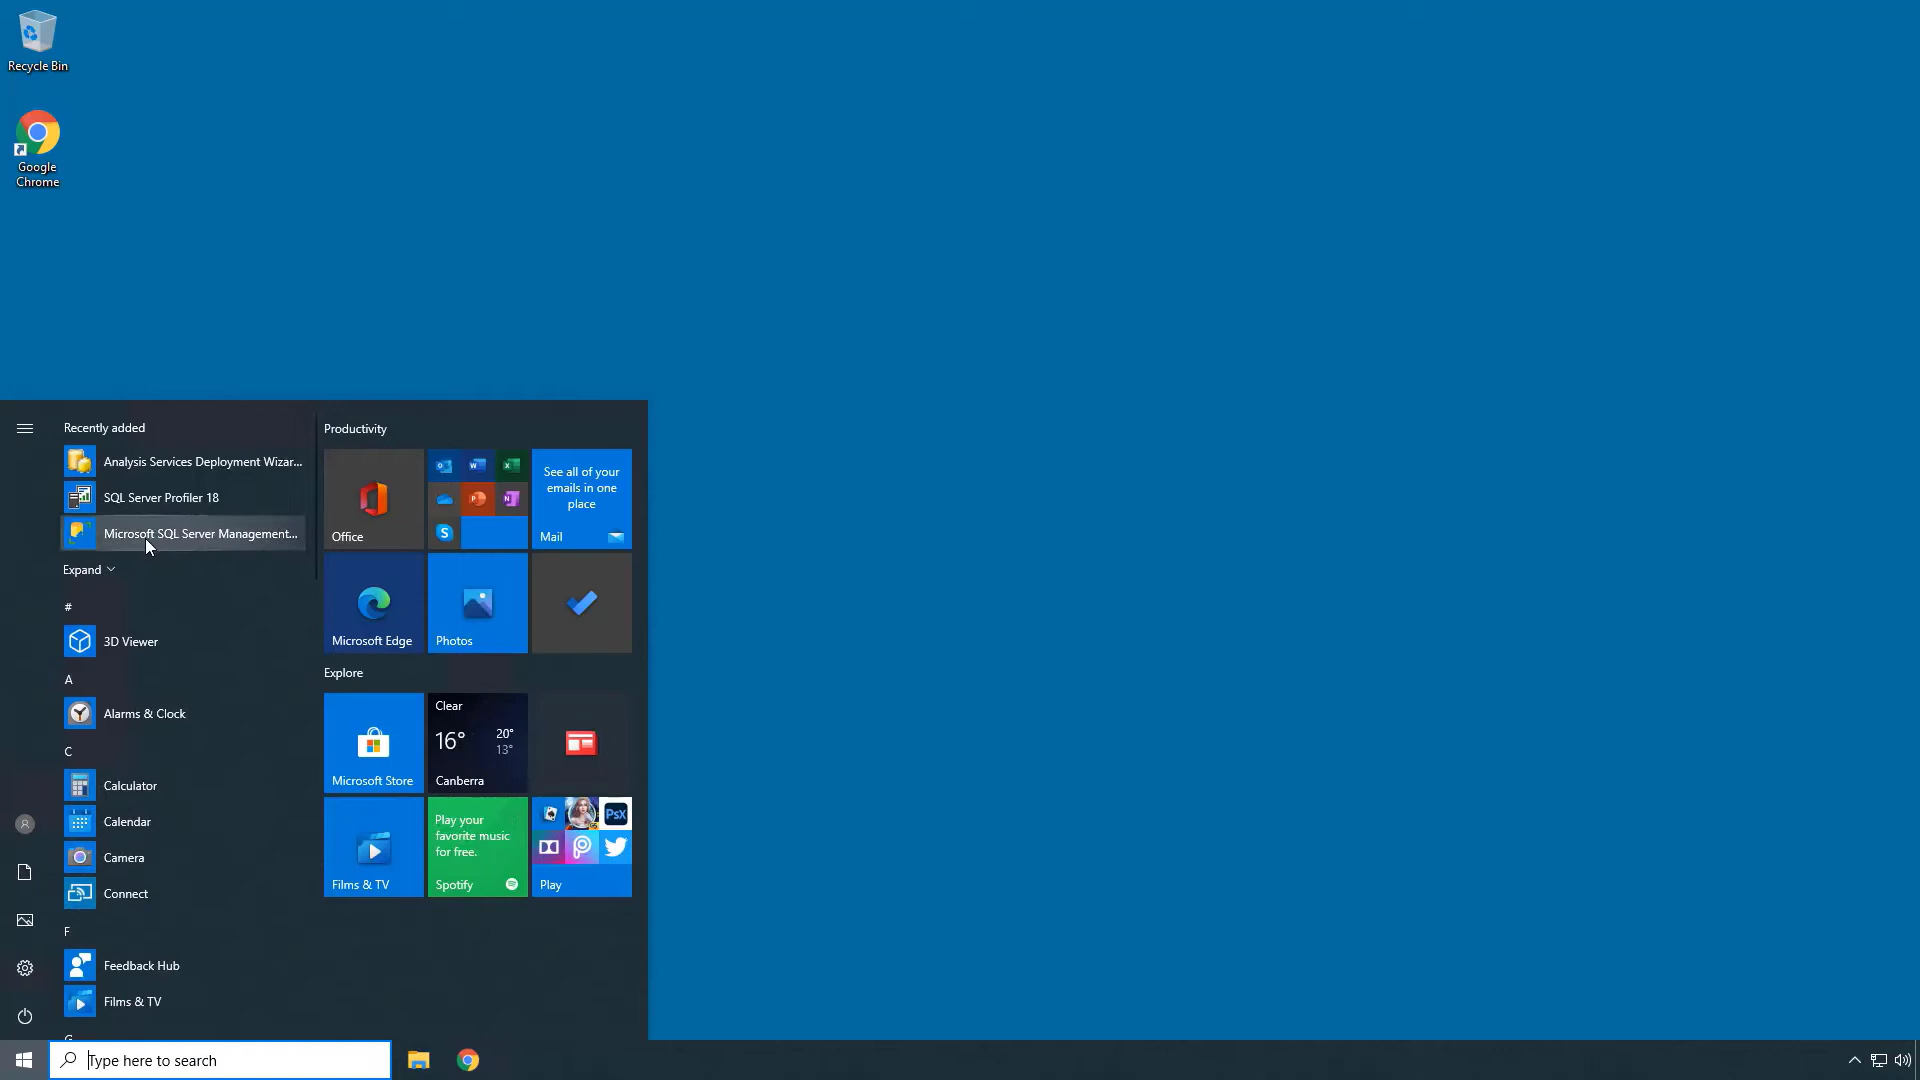 Recycle Bin
Google
Chrome
Recently added
Analysis Services Deployment Wizar...
SQL Server Profiler 18
Microsoft SQL Server Management...
Expand
#
3D Viewer
A
Alarms & Clock
C
Calculator
Calendar
Camera
Connect
F
Feedback Hub
Films & TV
Productivity
Office
See all of your
emails in one
place
Mail
Microsoft Edge
Photos
Explore
Microsoft Store
Clear
16° 20°
13°
Canberra
Films & TV
Play your
favorite music
for free.
Spotify
PsX
Play
Type here to search